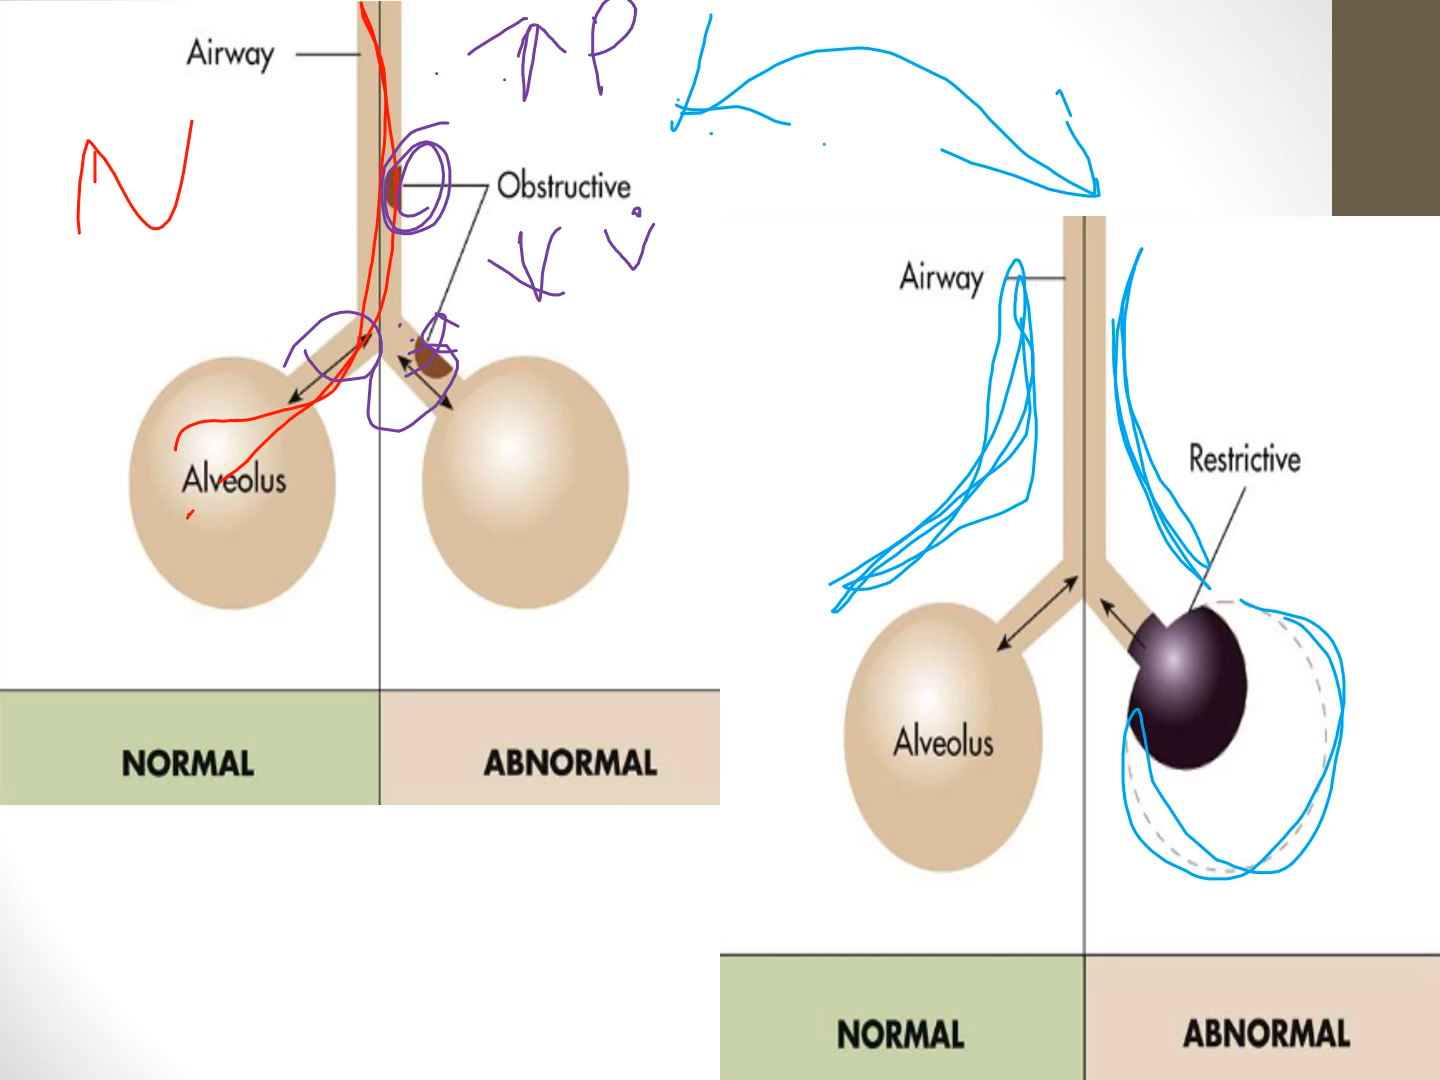 Airway
↑ P
N
Obstructive
↓ V̇
Alveolus
NORMAL
ABNORMAL
Airway
Restrictive
Alveolus
NORMAL
ABNORMAL